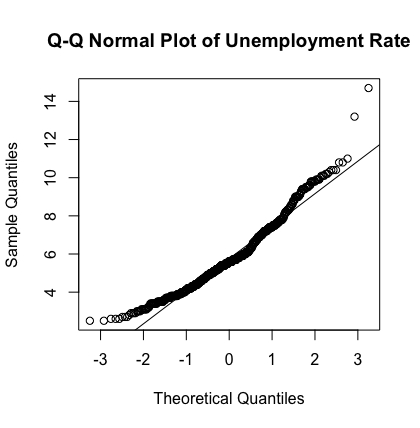 Q-Q Normal Plot of Unemployment Rate
Sample Quantiles
14
12
10
8
6
4
-3 -2 -1 0 1 2 3
Theoretical Quantiles